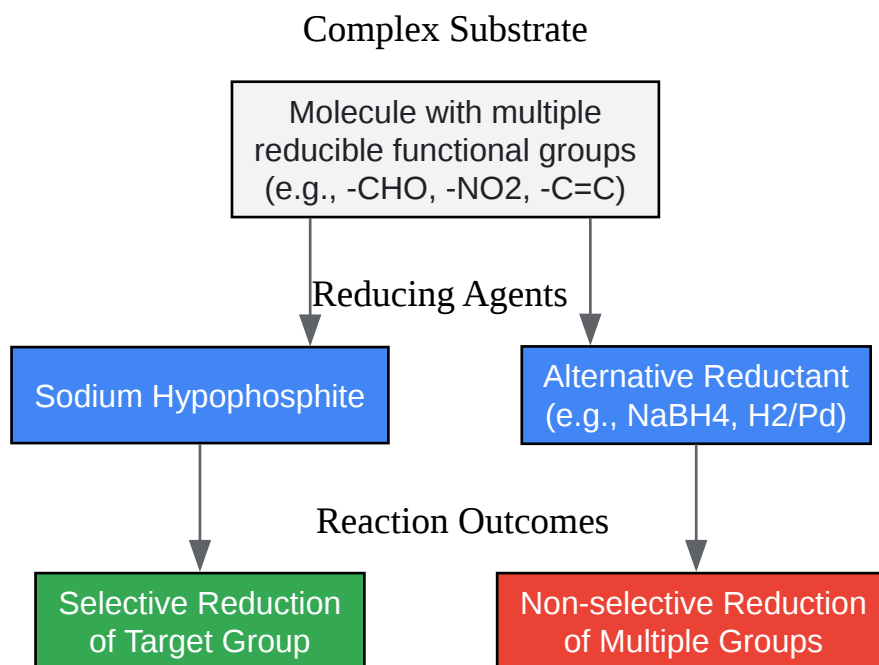 Complex Substrate
Molecule with multiple
reducible functional groups
(e.g., -CHO, -NO2, -C=C)
Reducing Agents
Sodium Hypophosphite
Alternative Reductant
(e.g., NaBH4, H2/Pd)
Reaction Outcomes
Selective Reduction
of Target Group
Non-selective Reduction
of Multiple Groups